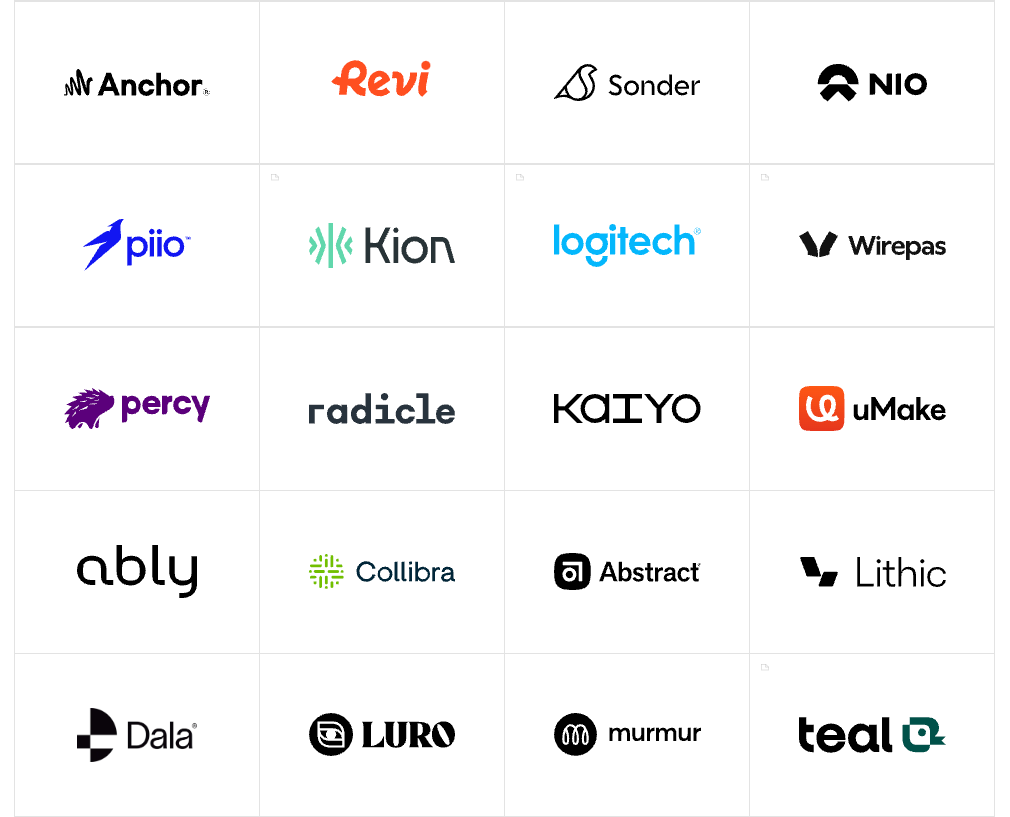 Anchor
Revi
Sonder
NIO
piio™
Kion
logitech®
Wirepas
percy
radicle
KAIYO
uMake
ably
Collibra
Abstract
Lithic
Dala®
LURO
murmur
teal